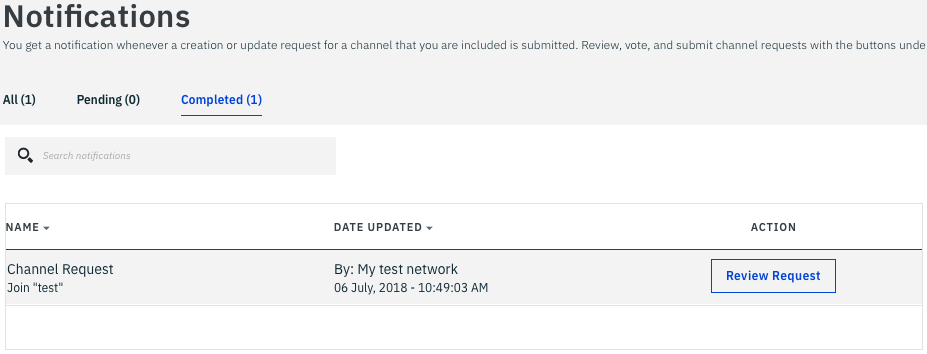 Notifications
You get a notification whenever a creation or update request for a channel that you are included is submitted. Review, vote, and submit channel requests with the buttons unde
All (1) Pending (0) Completed (1)
Search notifications
NAME DATE UPDATED ACTION
Channel Request By: My test network Review Request
Join "test" 06 July, 2018 - 10:49:03 AM